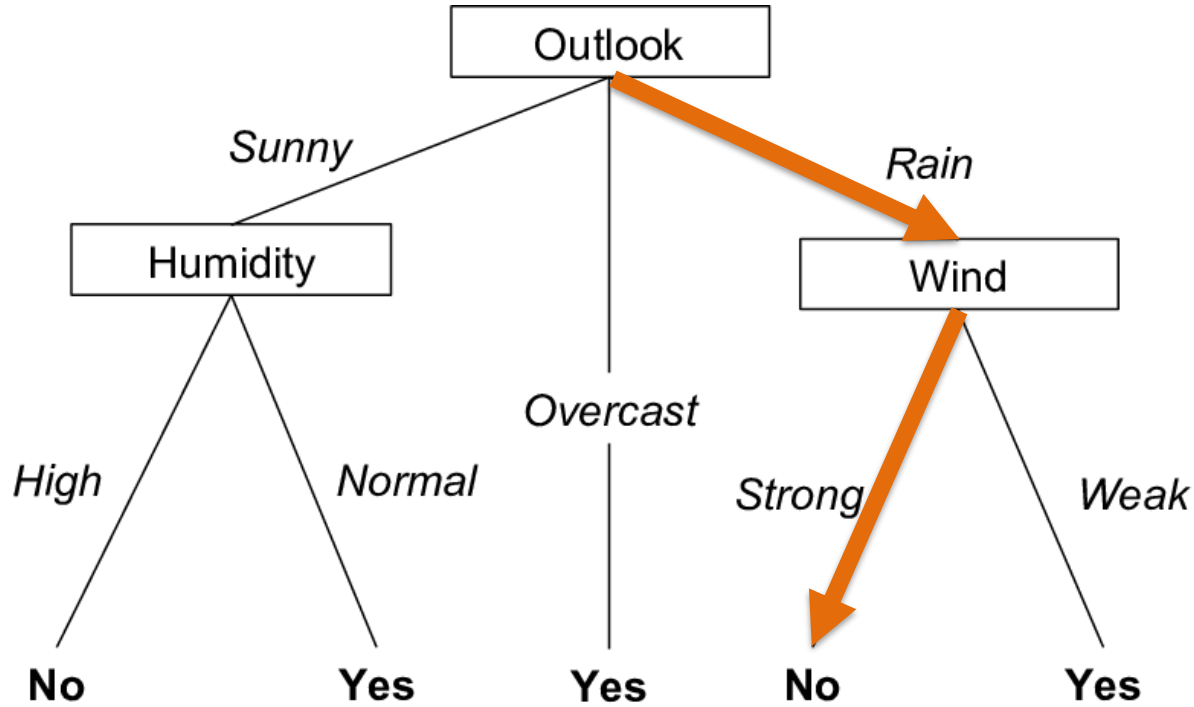 Outlook
Sunny
Rain
Humidity
Wind
Overcast
High
Normal
Strong
Weak
No
Yes
Yes
No
Yes